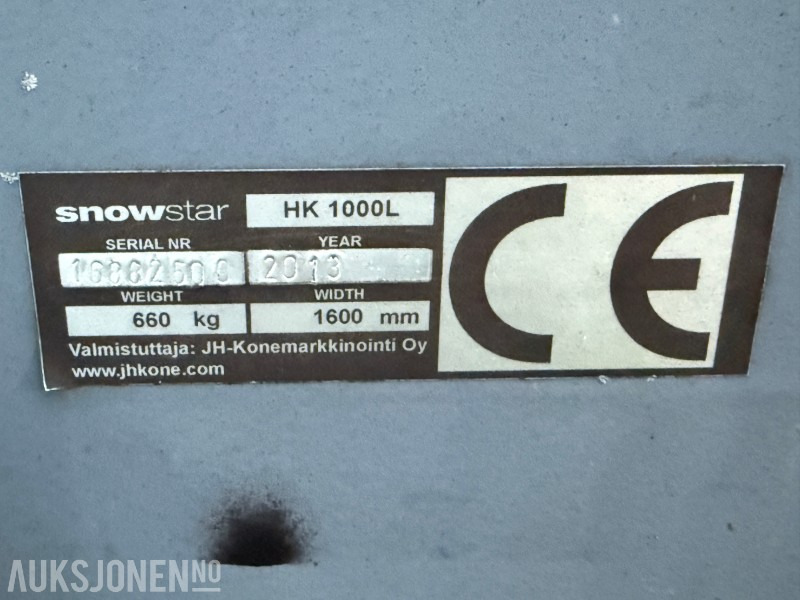 snowstar HK 1000L
SERIAL NR YEAR
16882500 2013
WEIGHT WIDTH
660 kg 1600 mm
Valmistuttaja: JH-Konemarkkinointi Oy
www.jhkone.com
CE
AUKSJONEN.NO